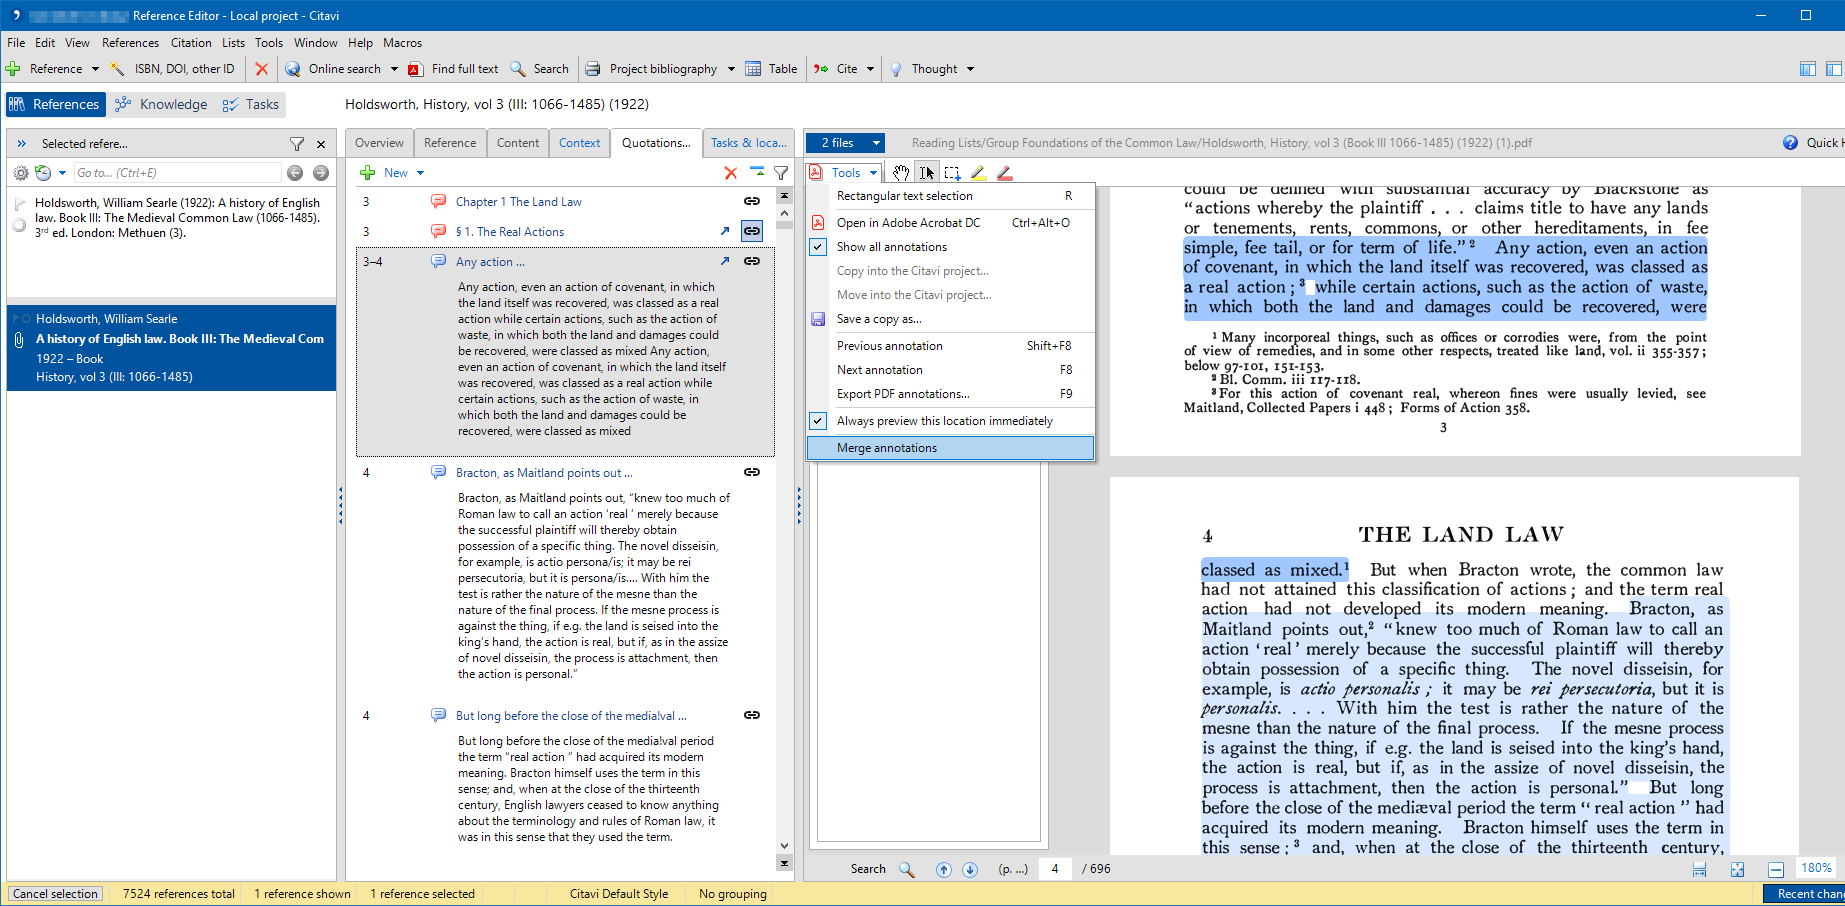 Reference Editor - Local project - Citavi
File Edit View References Citation Lists Tools Window Help Macros
Reference ISBN, DOI, other ID Online search Find full text Search Project bibliography Table Cite Thought
References Knowledge Tasks
Holdsworth, History, vol 3 (III: 1066-1485) (1922)
Selected refere...
Go to... (Ctrl+E)
Holdsworth, William Searle (1922): A history of English
law. Book III: The Medieval Common Law (1066-1485).
3rd ed. London: Methuen (3).
Holdsworth, William Searle
A history of English law. Book III: The Medieval Com
1922 – Book
History, vol 3 (III: 1066-1485)
Overview Reference Content Context Quotations... Tasks & loca...
New
3 Chapter 1 The Land Law
3 § 1. The Real Actions
3–4 Any action ...
Any action, even an action of covenant, in which
the land itself was recovered, was classed as a real
action while certain actions, such as the action of
waste, in which both the land and damages could
be recovered, were classed as mixed Any action,
even an action of covenant, in which the land itself
was recovered, was classed as a real action while
certain actions, such as the action of waste, in
which both the land and damages could be
recovered, were classed as mixed
4 Bracton, as Maitland points out ...
Bracton, as Maitland points out, “knew too much of
Roman law to call an action ‘real ’ merely because
the successful plaintiff will thereby obtain
possession of a specific thing. The novel disseisin,
for example, is actio persona/is; it may be rei
persecutoria, but it is persona/is.... With him the
test is rather the nature of the mesne than the
nature of the final process. If the mesne process is
against the thing, if e.g. the land is seised into the
king’s hand, the action is real, but if, as in the assize
of novel disseisin, the process is attachment, then
the action is personal.”
4 But long before the close of the media!val ...
But long before the close of the media!val period
the term “real action “ had acquired its modern
meaning. Bracton himself uses the term in this
sense; and, when at the close of the thirteenth
century, English lawyers ceased to know anything
about the terminology and rules of Roman law, it
was in this sense that they used the term.
2 files
Reading Lists/Group Foundations of the Common Law/Holdsworth, History, vol 3 (Book III 1066-1485) (1922) (1).pdf
Quick H
Tools
Rectangular text selection R
Open in Adobe Acrobat DC Ctrl+Alt+O
Show all annotations
Copy into the Citavi project...
Move into the Citavi project...
Save a copy as...
Previous annotation Shift+F8
Next annotation F8
Export PDF annotations... F9
Always preview this location immediately
Merge annotations
could be defined with substantial accuracy by Blackstone as
“actions whereby the plaintiff . . . claims title to have any lands
or tenements, rents, commons, or other hereditaments, in fee
simple, fee tail, or for term of life.” 2 Any action, even an action
of covenant, in which the land itself was recovered, was classed as
a real action ; 3 while certain actions, such as the action of waste,
in which both the land and damages could be recovered, were
1 Many incorporeal things, such as offices or corrodies were, from the point
of view of remedies, and in some other respects, treated like land, vol. ii 355-357 ;
below 97-101, 151-153.
2 Bl. Comm. iii 117-118.
3 For this action of covenant real, whereon fines were usually levied, see
Maitland, Collected Papers i 448 ; Forms of Action 358.
3
4 THE LAND LAW
classed as mixed.1 But when Bracton wrote, the common law
had not attained this classification of actions ; and the term real
action had not developed its modern meaning. Bracton, as
Maitland points out,2 “ knew too much of Roman law to call an
action ‘ real ’ merely because the successful plaintiff will thereby
obtain possession of a specific thing. The novel disseisin, for
example, is actio personalis ; it may be rei persecutoria, but it is
personalis. . . . With him the test is rather the nature of the
mesne than the nature of the final process. If the mesne process
is against the thing, if e.g. the land is seised into the king’s hand,
the action is real, but if, as in the assize of novel disseisin, the
process is attachment, then the action is personal.” But long
before the close of the mediæval period the term “ real action ” had
acquired its modern meaning. Bracton himself uses the term in
this sense ; 3 and, when at the close of the thirteenth century,
Search (p. ...) 4 / 696 180%
Cancel selection 7524 references total 1 reference shown 1 reference selected Citavi Default Style No grouping Recent chan